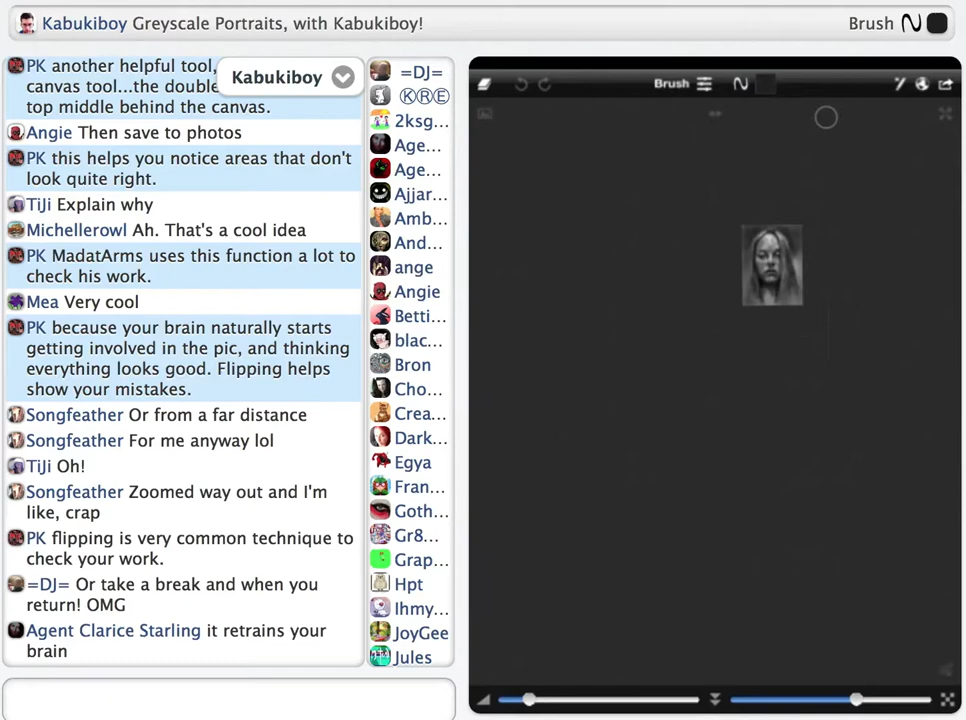 Kabukiboy Greyscale Portraits, with Kabukiboy!
Brush
PK another helpful tool,
canvas tool...the double
top middle behind the canvas.
Kabukiboy
Angie Then save to photos
PK this helps you notice areas that don't
look quite right.
TiJi Explain why
Michellerowl Ah. That's a cool idea
PK MadatArms uses this function a lot to
check his work.
Mea Very cool
PK because your brain naturally starts
getting involved in the pic, and thinking
everything looks good. Flipping helps
show your mistakes.
Songfeather Or from a far distance
Songfeather For me anyway lol
TiJi Oh!
Songfeather Zoomed way out and I'm
like, crap
PK flipping is very common technique to
check your work.
=DJ= Or take a break and when you
return! OMG
Agent Clarice Starling it retrains your
brain
=DJ=
ⓀⓇⒺ
2ksg...
Age...
Age...
Ajjar...
Amb...
And...
ange
Angie
Betti...
blac...
Bron
Cho...
Crea...
Dark...
Egya
Fran...
Goth...
Gr8...
Grap...
Hpt
Ihmy...
JoyGee
Jules
Brush